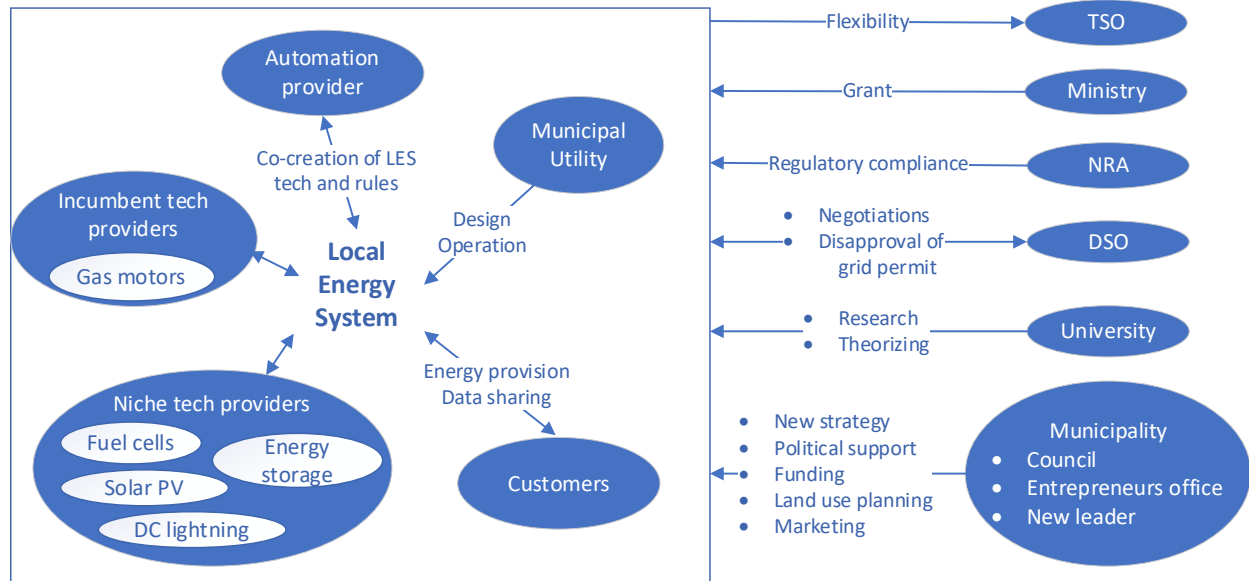 Automation
provider
Co-creation of LES
tech and rules
Municipal
Utility
Incumbent tech
providers
Gas motors
Design
Operation
Local
Energy
System
Energy provision
Data sharing
Niche tech providers
Fuel cells
Energy
storage
Solar PV
DC lightning
Customers
Flexibility
TSO
Grant
Ministry
Regulatory compliance
NRA
• Negotiations
• Disapproval of
grid permit
DSO
• Research
• Theorizing
University
• New strategy
• Political support
• Funding
• Land use planning
• Marketing
Municipality
• Council
• Entrepreneurs office
• New leader